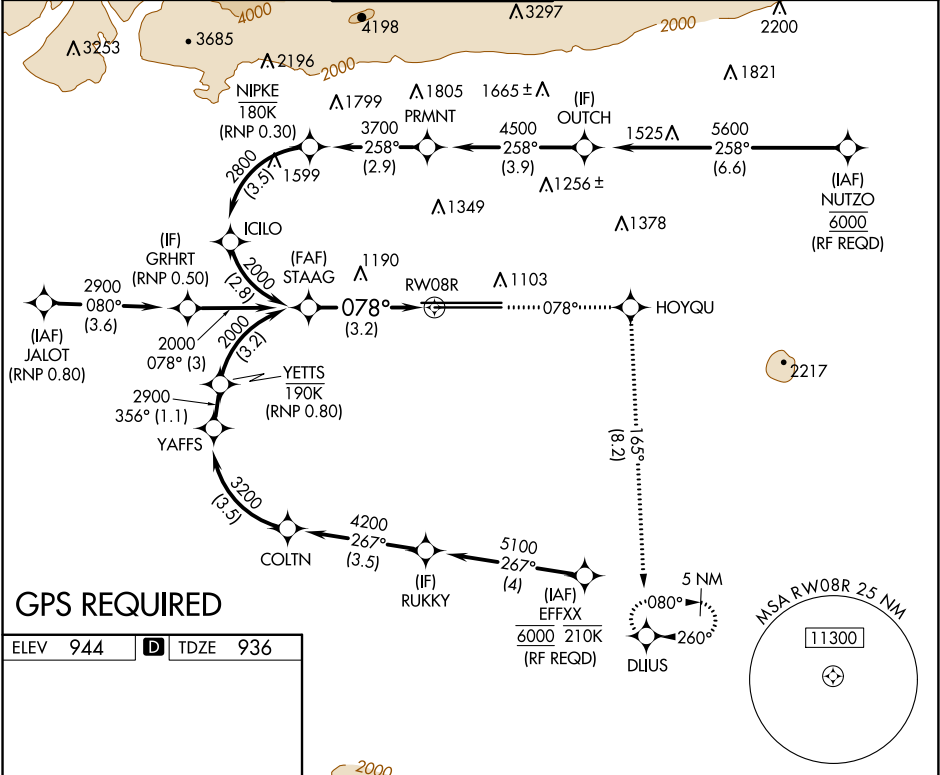 4000
4198
3297
2000
2200
3253
3685
2196
2000
1821
NIPKE
180K
(RNP 0.30)
1799
1805
1665 ±
PRMNT
(IF)
OUTCH
3700
258°
(2.9)
4500
258°
(3.9)
1525
5600
258°
(6.6)
2800
(3.5)
1599
1256 ±
(IAF)
NUTZO
6000
(RF REQD)
1349
1378
ICILO
(IF)
GRHRT
(RNP 0.50)
2000
(2.8)
(FAF)
STAAG
1190
RW08R
1103
2900
080°
(3.6)
078°
(3.2)
078°
HOYQU
(IAF)
JALOT
(RNP 0.80)
2000
078° (3)
2000
(3.2)
YETTS
190K
(RNP 0.80)
2217
2900
356° (1.1)
YAFFS
165°
(8.2)
3200
(3.5)
COLTN
4200
267°
(3.5)
(IF)
RUKKY
5100
267°
(4)
(IAF)
EFFXX
6000 210K
(RF REQD)
5 NM
080°
260°
DLIUS
MSA RW08R 25 NM
11300
GPS REQUIRED
ELEV 944 D TDZE 936
2000